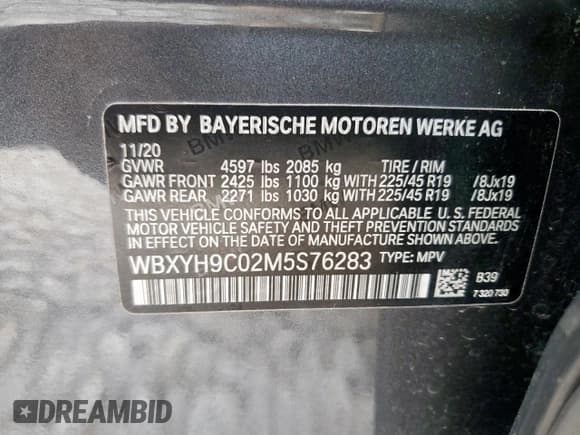 MFD BY BAYERISCHE MOTOREN WERKE AG
11/20
GVWR 4597 lbs 2085 kg TIRE / RIM
GAWR FRONT 2425 lbs 1100 kg WITH 225/45 R19 /8Jx19
GAWR REAR 2271 lbs 1030 kg WITH 225/45 R19 /8Jx19
THIS VEHICLE CONFORMS TO ALL APPLICABLE U. S. FEDERAL
MOTOR VEHICLE SAFETY AND THEFT PREVENTION STANDARDS
IN EFFECT ON THE DATE OF MANUFACTURE SHOWN ABOVE.
WBXYH9C02M5S76283 TYPE: MPV
B39
7 320 730
DREAMBID